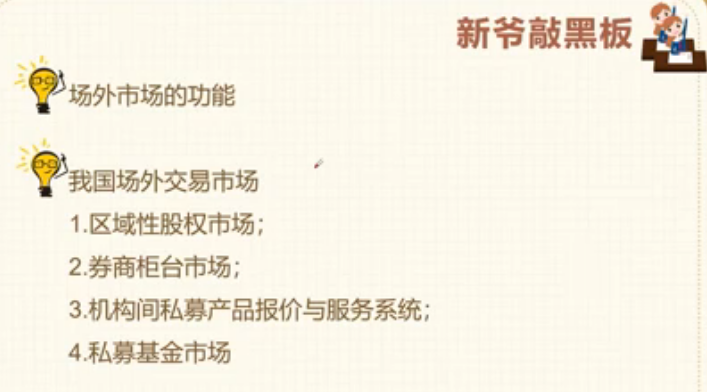 新爷敲黑板
场外市场的功能
我国场外交易市场
1.区域性股权市场；
2.券商柜台市场；
3.机构间私募产品报价与服务系统；
4.私募基金市场